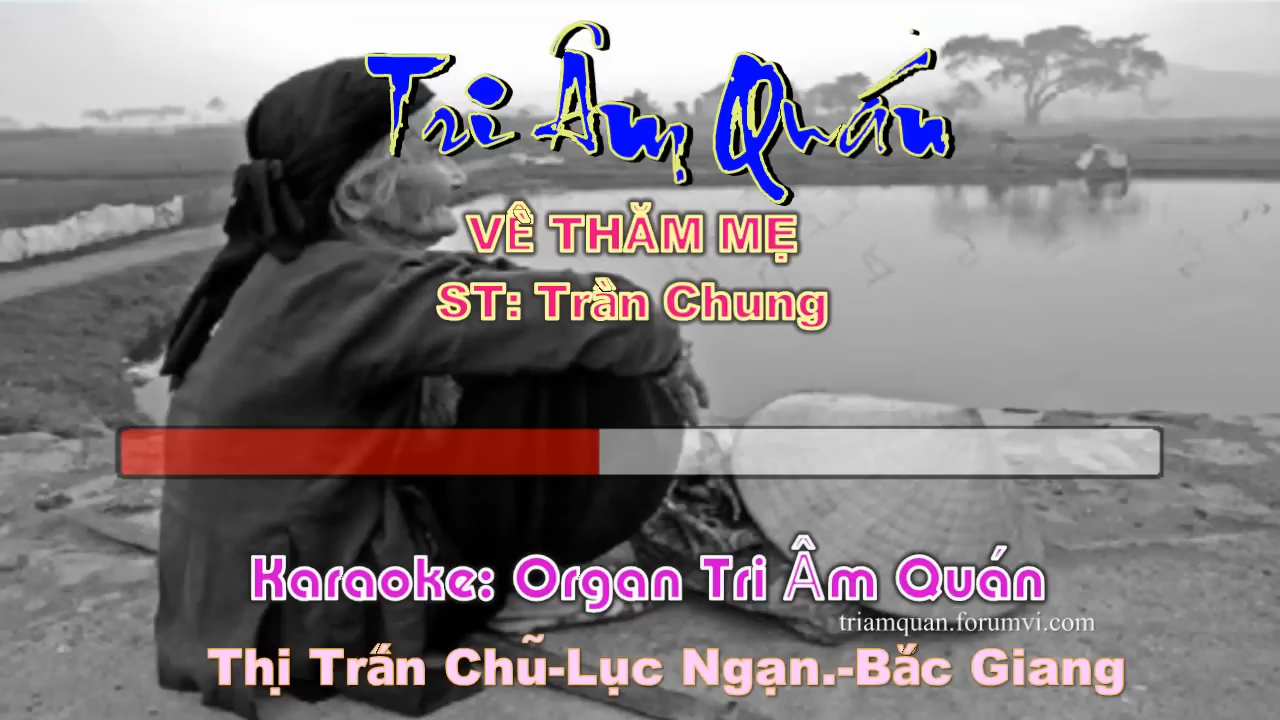 Tri Âm Quán
VỀ THĂM MẸ
ST: Trần Chung
Karaoke: Organ Tri Âm Quán
triamquan.forumvi.com
Thị Trấn Chũ-Lục Ngạn.-Bắc Giang